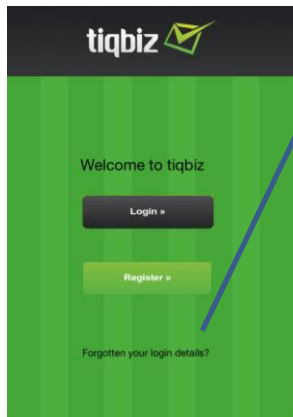 tiqbiz
Welcome to tiqbiz
Login »
Register »
Forgotten your login details?